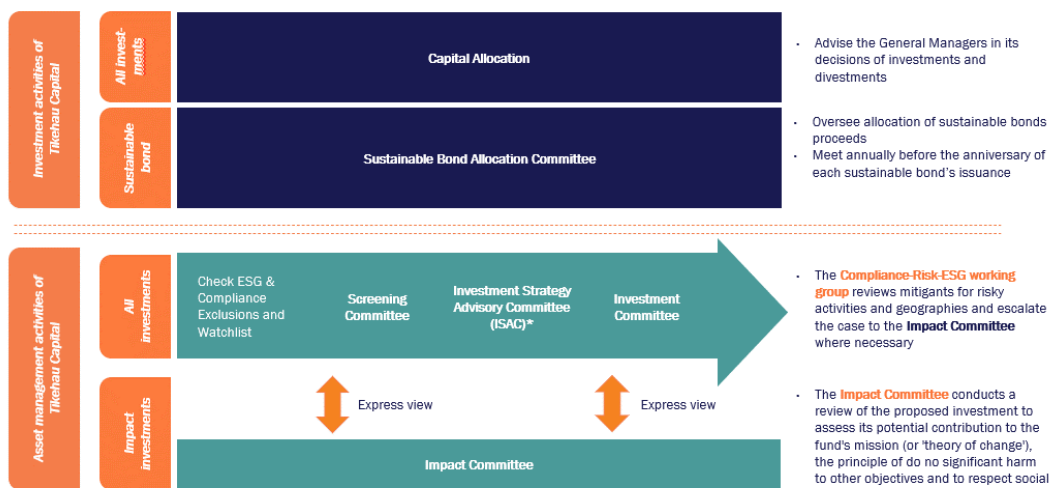 Investment activities of
Tikehau Capital
All invest-
ments
Capital Allocation
• Advise the General Managers in its
decisions of investments and
divestments
Sustainable
bond
Sustainable Bond Allocation Committee
• Oversee allocation of sustainable bonds
proceeds
• Meet annually before the anniversary of
each sustainable bond's issuance
Asset management activities of
Tikehau Capital
All
investments
Check ESG &
Compliance
Exclusions and
Watchlist
Screening
Committee
Investment Strategy
Advisory Committee
(ISAC)*
Investment
Committee
• The Compliance-Risk-ESG working
group reviews mitigants for risky
activities and geographies and escalate
the case to the Impact Committee
where necessary
Impact
investments
Express view
Express view
Impact Committee
• The Impact Committee conducts a
review of the proposed investment to
assess its potential contribution to the
fund's mission (or 'theory of change'),
the principle of do no significant harm
to other objectives and to respect social